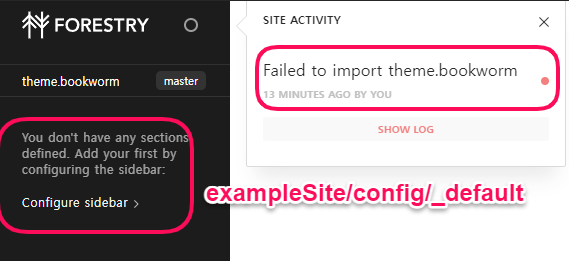 FORESTRY
theme.bookworm
master
You don't have any sections
defined. Add your first by
configuring the sidebar:
Configure sidebar >
SITE ACTIVITY
Failed to import theme.bookworm
13 MINUTES AGO BY YOU
SHOW LOG
exampleSite/config/_default